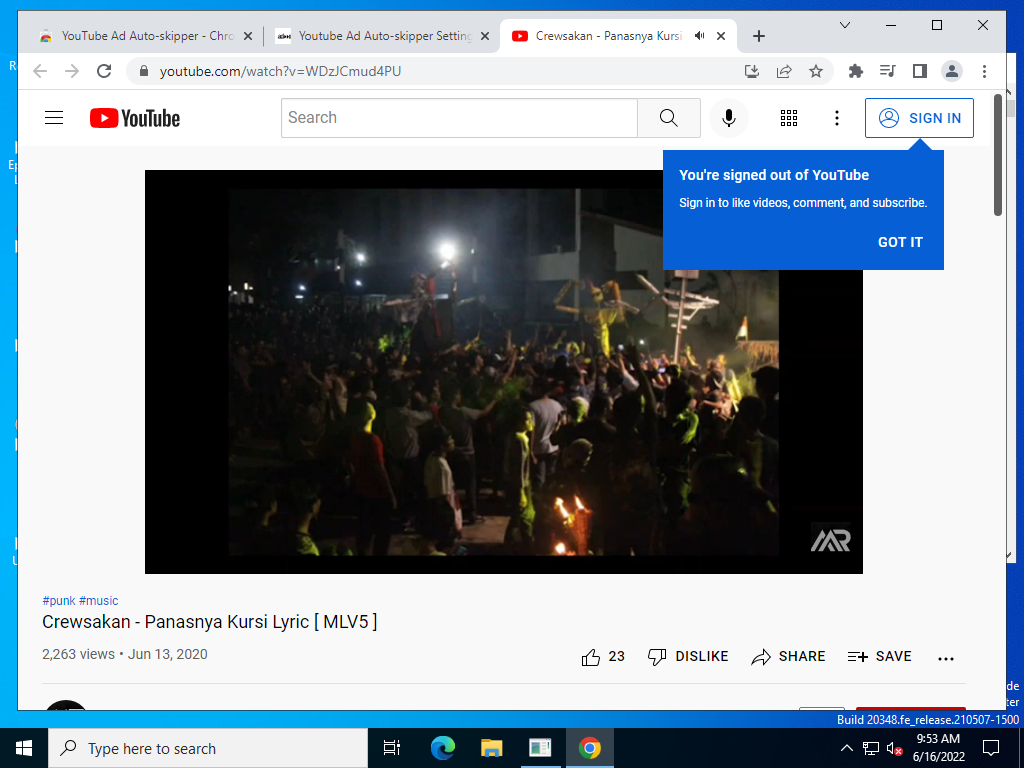 YouTube Ad Auto-skipper - Chro
Youtube Ad Auto-skipper Setting
Crewsakan - Panasnya Kursi
youtube.com/watch?v=WDzJCmud4PU
YouTube
Search
SIGN IN
You're signed out of YouTube
Sign in to like videos, comment, and subscribe.
GOT IT
MR
#punk #music
Crewsakan - Panasnya Kursi Lyric [ MLV5 ]
2,263 views • Jun 13, 2020
23
DISLIKE
SHARE
SAVE
Build 20348.fe_release.210507-1500
Type here to search
9:53 AM
6/16/2022